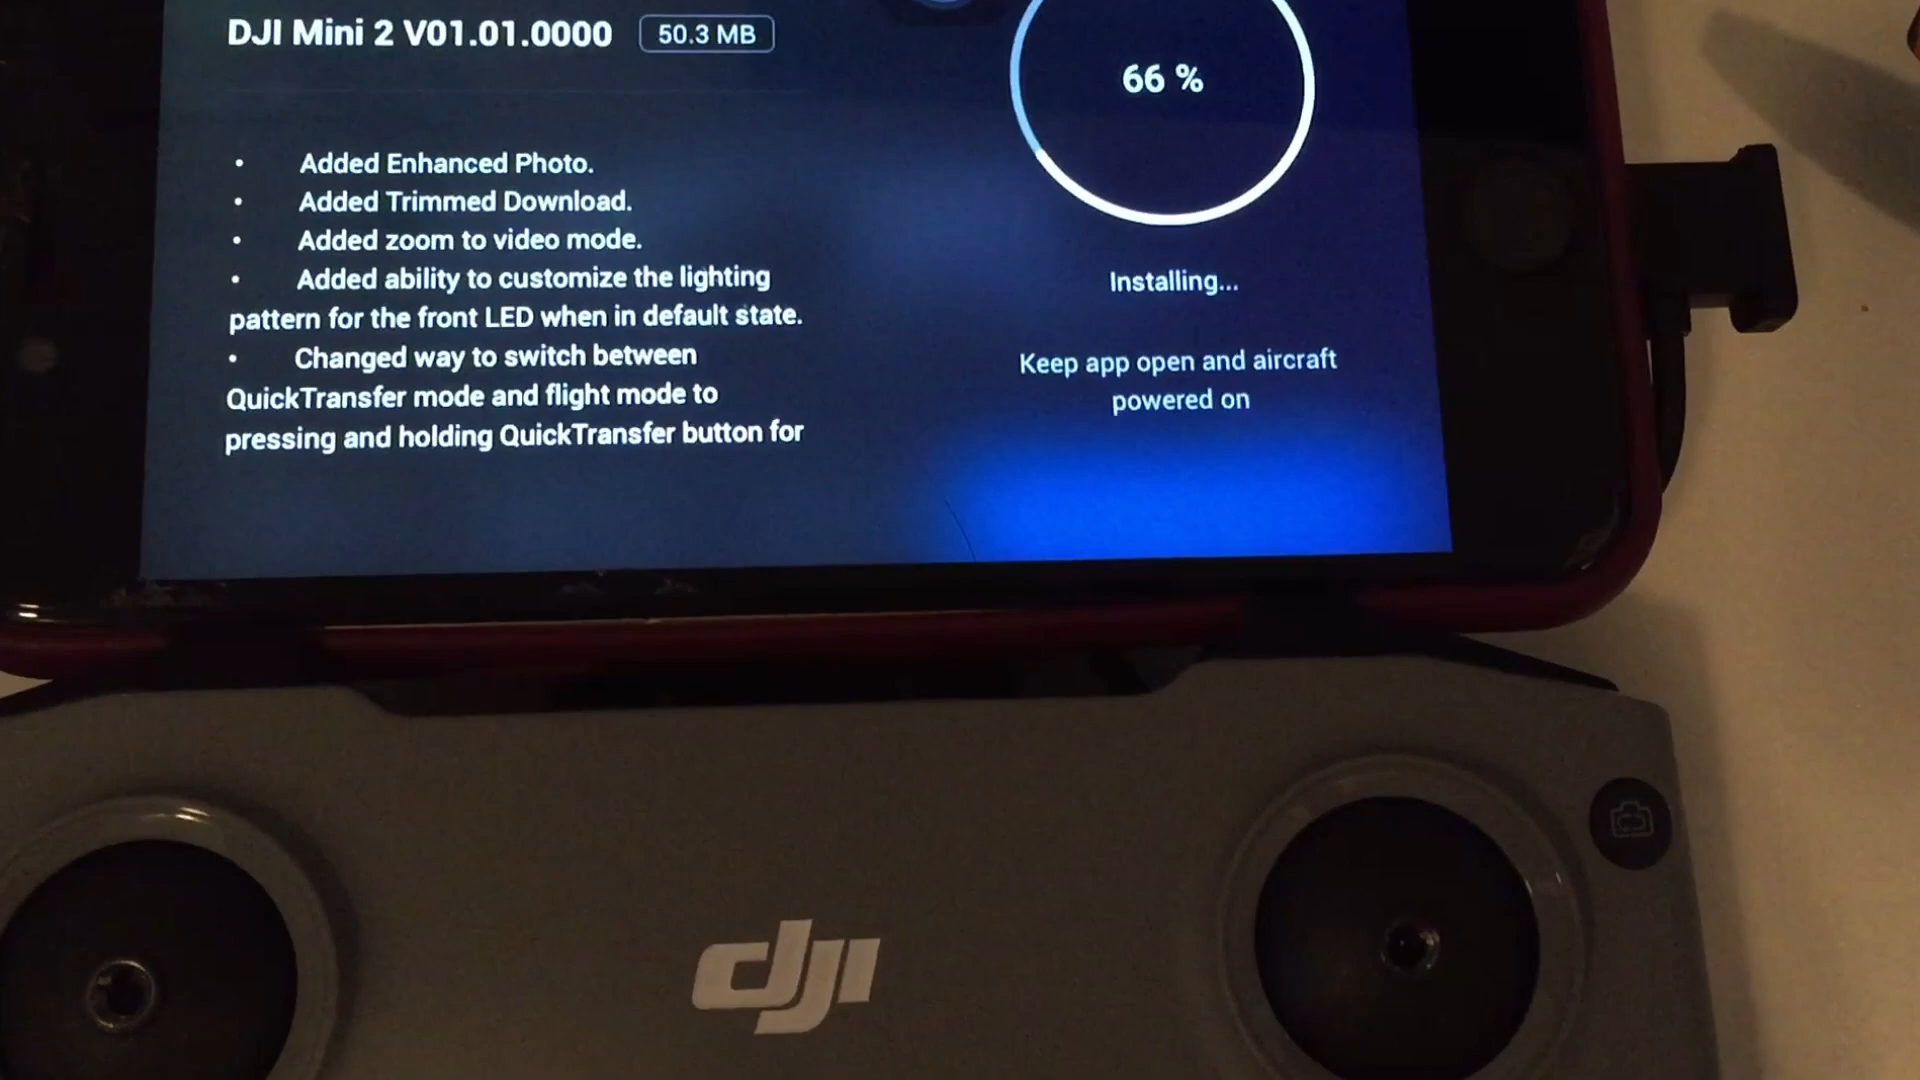 DJI Mini 2 V01.01.0000 50.3 MB
• Added Enhanced Photo.
• Added Trimmed Download.
• Added zoom to video mode.
• Added ability to customize the lighting
pattern for the front LED when in default state.
• Changed way to switch between
QuickTransfer mode and flight mode to
pressing and holding QuickTransfer button for
66 %
Installing...
Keep app open and aircraft
powered on
dji